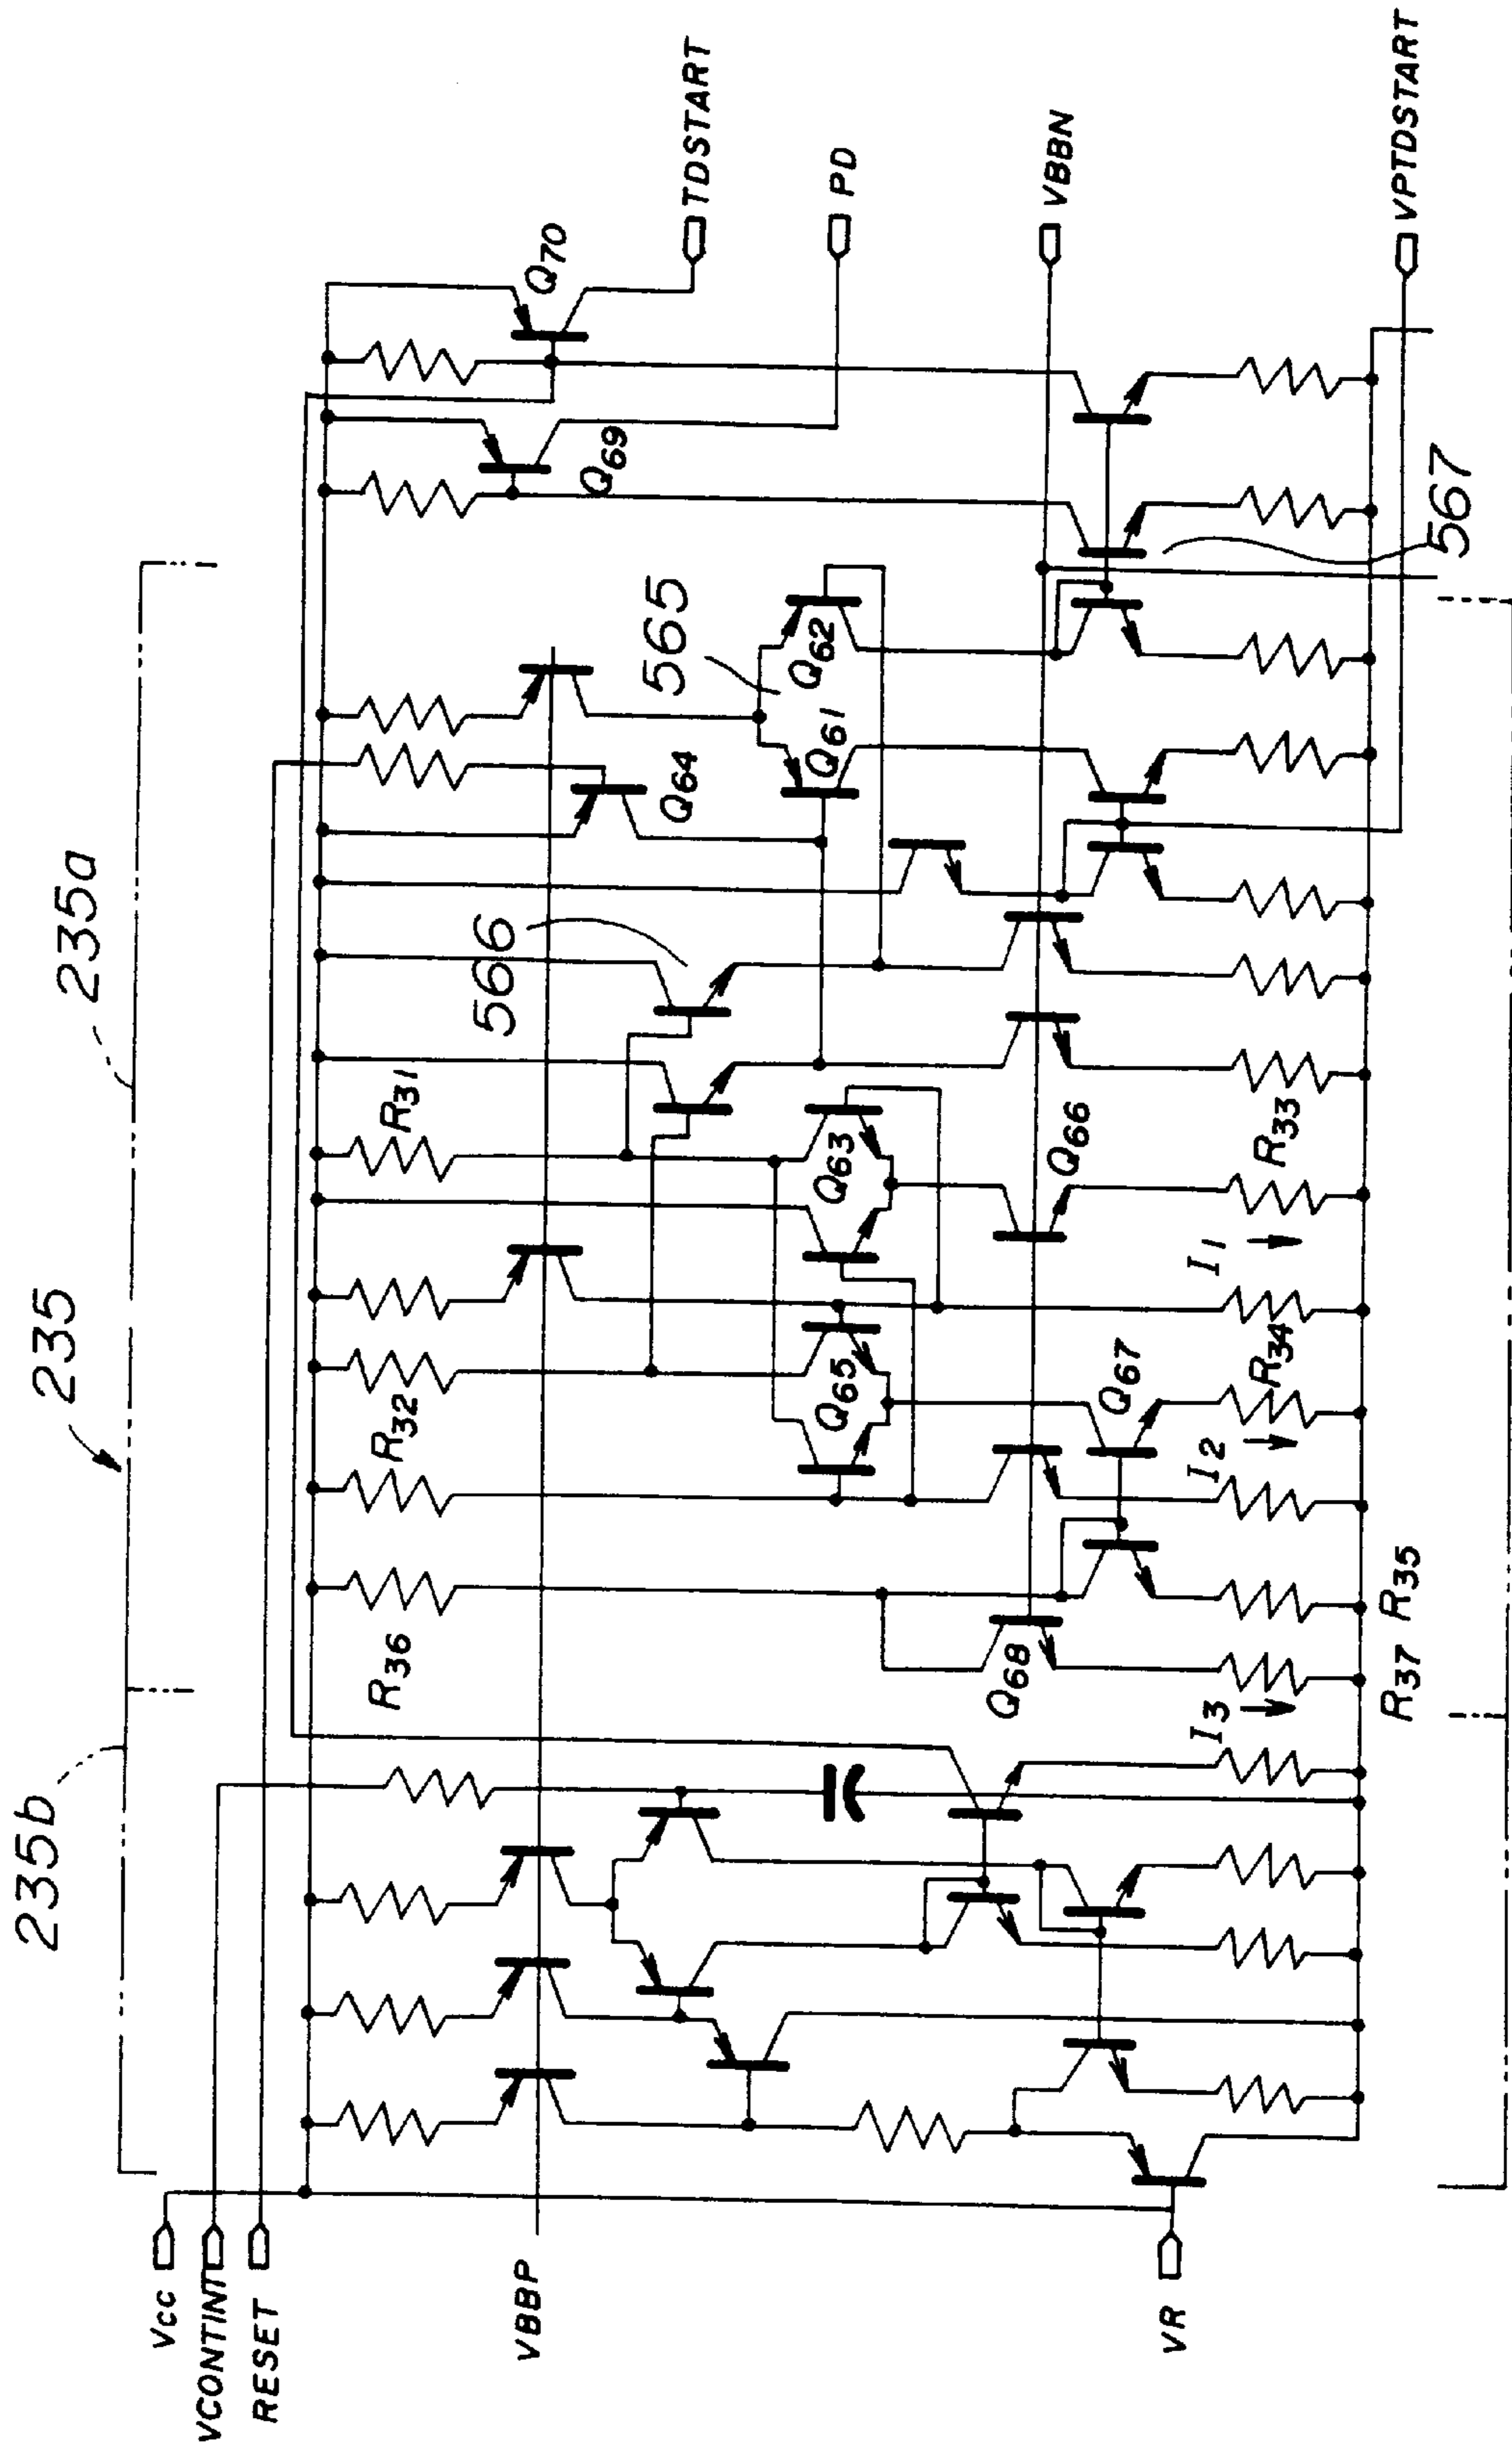 235
235b
235a
Vcc
VCONTINT
RESET
VBBP
VR
R36
R32
R31
566
Q64
565
Q61
Q62
Q69
Q70
TDSTART
PD
VBBN
VPTDSTART
Q65
Q63
Q68
Q67
Q66
I3
I2
I1
R37
R35
R34
R33
567